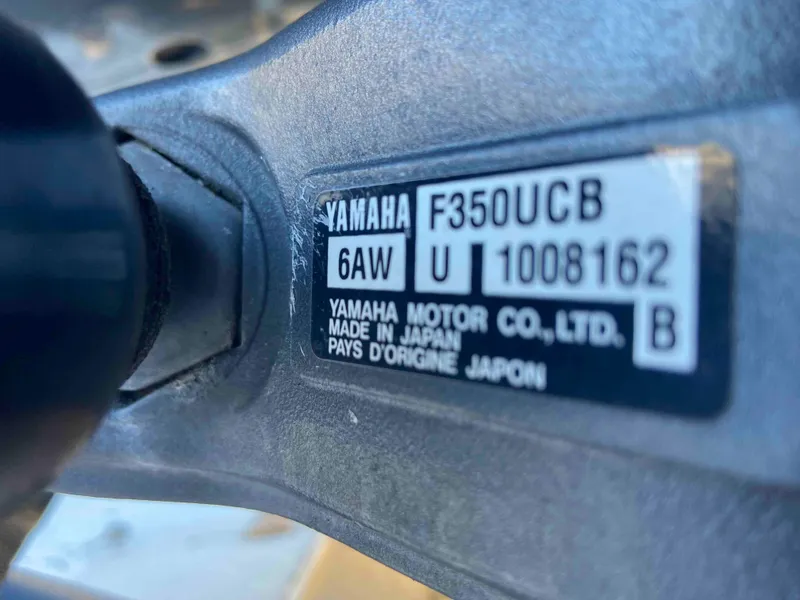 YAMAHA F350UCB
6AW U 1008162
YAMAHA MOTOR CO.,LTD. B
MADE IN JAPAN
PAYS D'ORIGINE JAPON